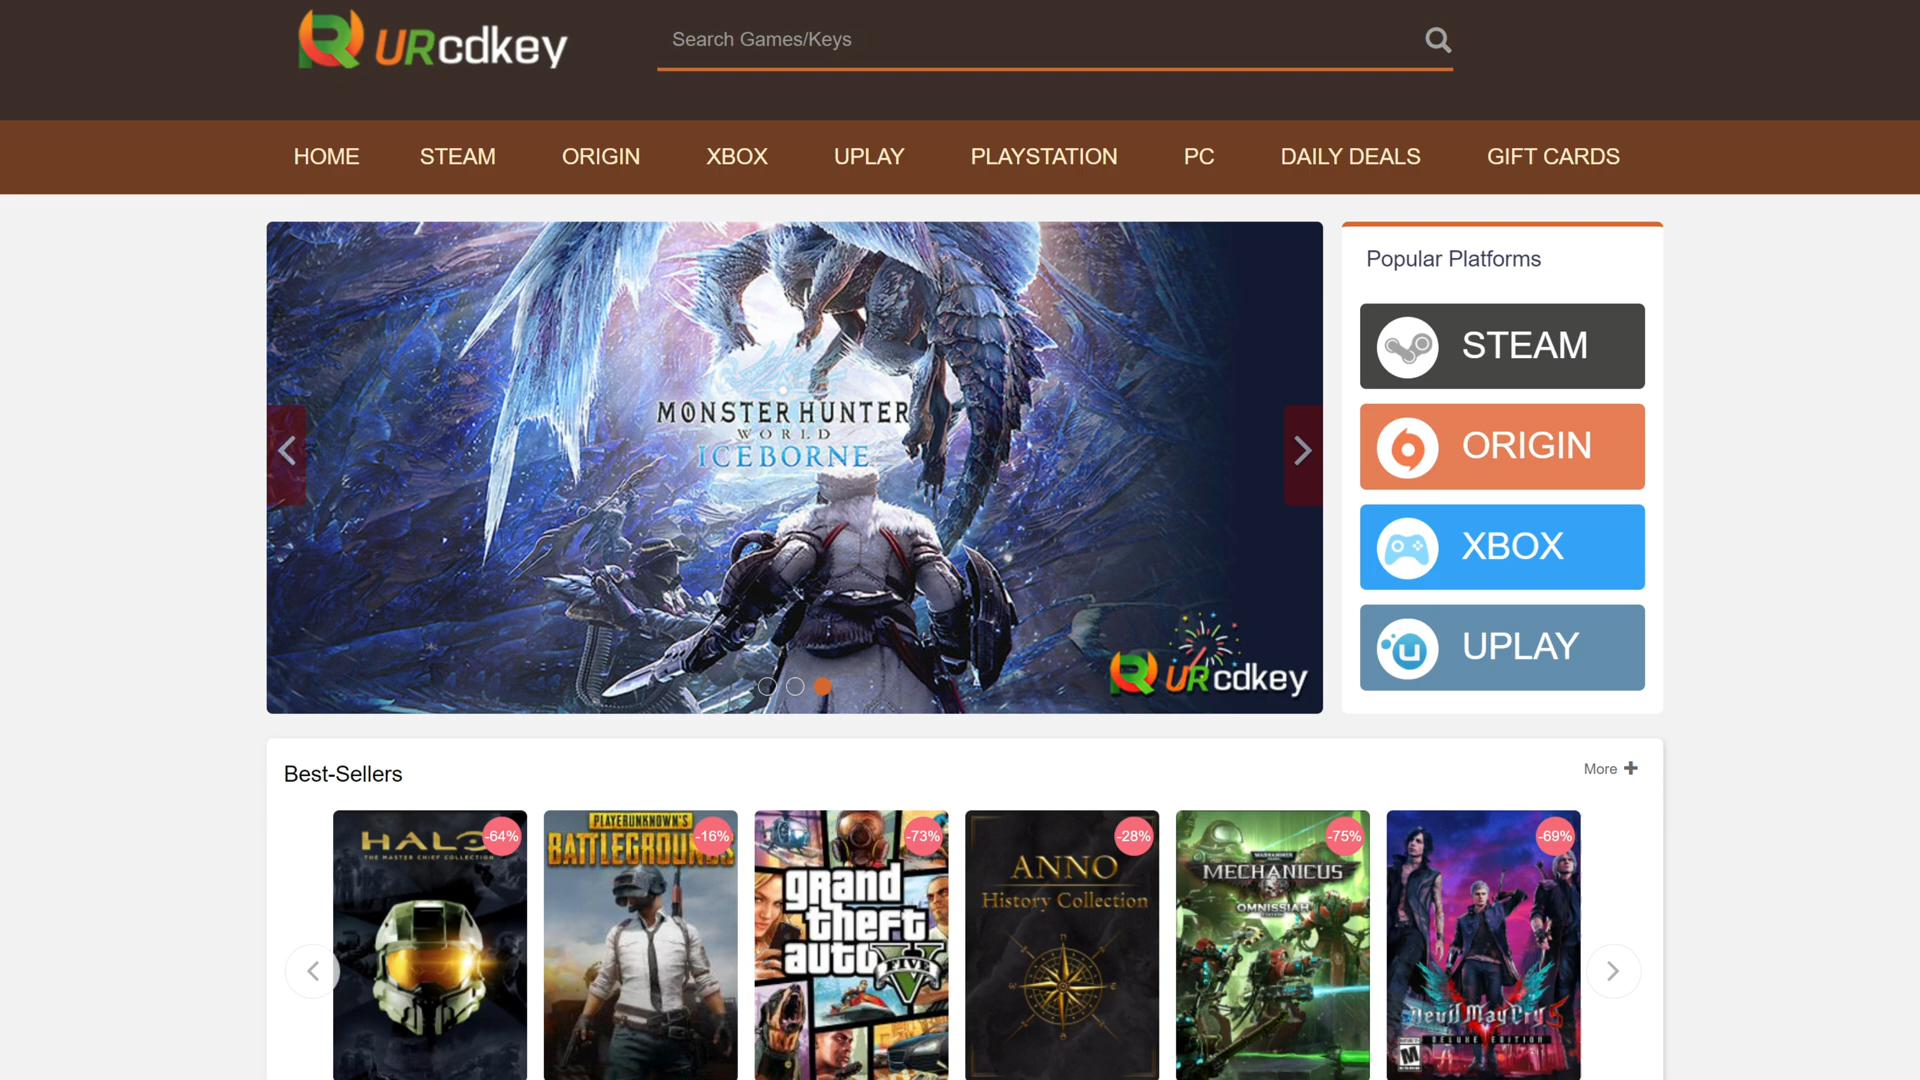 URcdkey
Search Games/Keys
HOME STEAM ORIGIN XBOX UPLAY PLAYSTATION PC DAILY DEALS GIFT CARDS
MONSTER HUNTER
WORLD
ICEBORNE
URcdkey
Popular Platforms
STEAM
ORIGIN
XBOX
UPLAY
Best-Sellers
More
HALO
THE MASTER CHIEF COLLECTION
-64%
PLAYERUNKNOWN'S
BATTLEGROUNDS
-16%
grand
theft
auto
V
FIVE
-73%
ANNO
History Collection
-28%
WARHAMMER
MECHANICUS
OMNISSIAH
EDITION
-75%
Devil May Cry 5
DELUXE EDITION
M
-69%